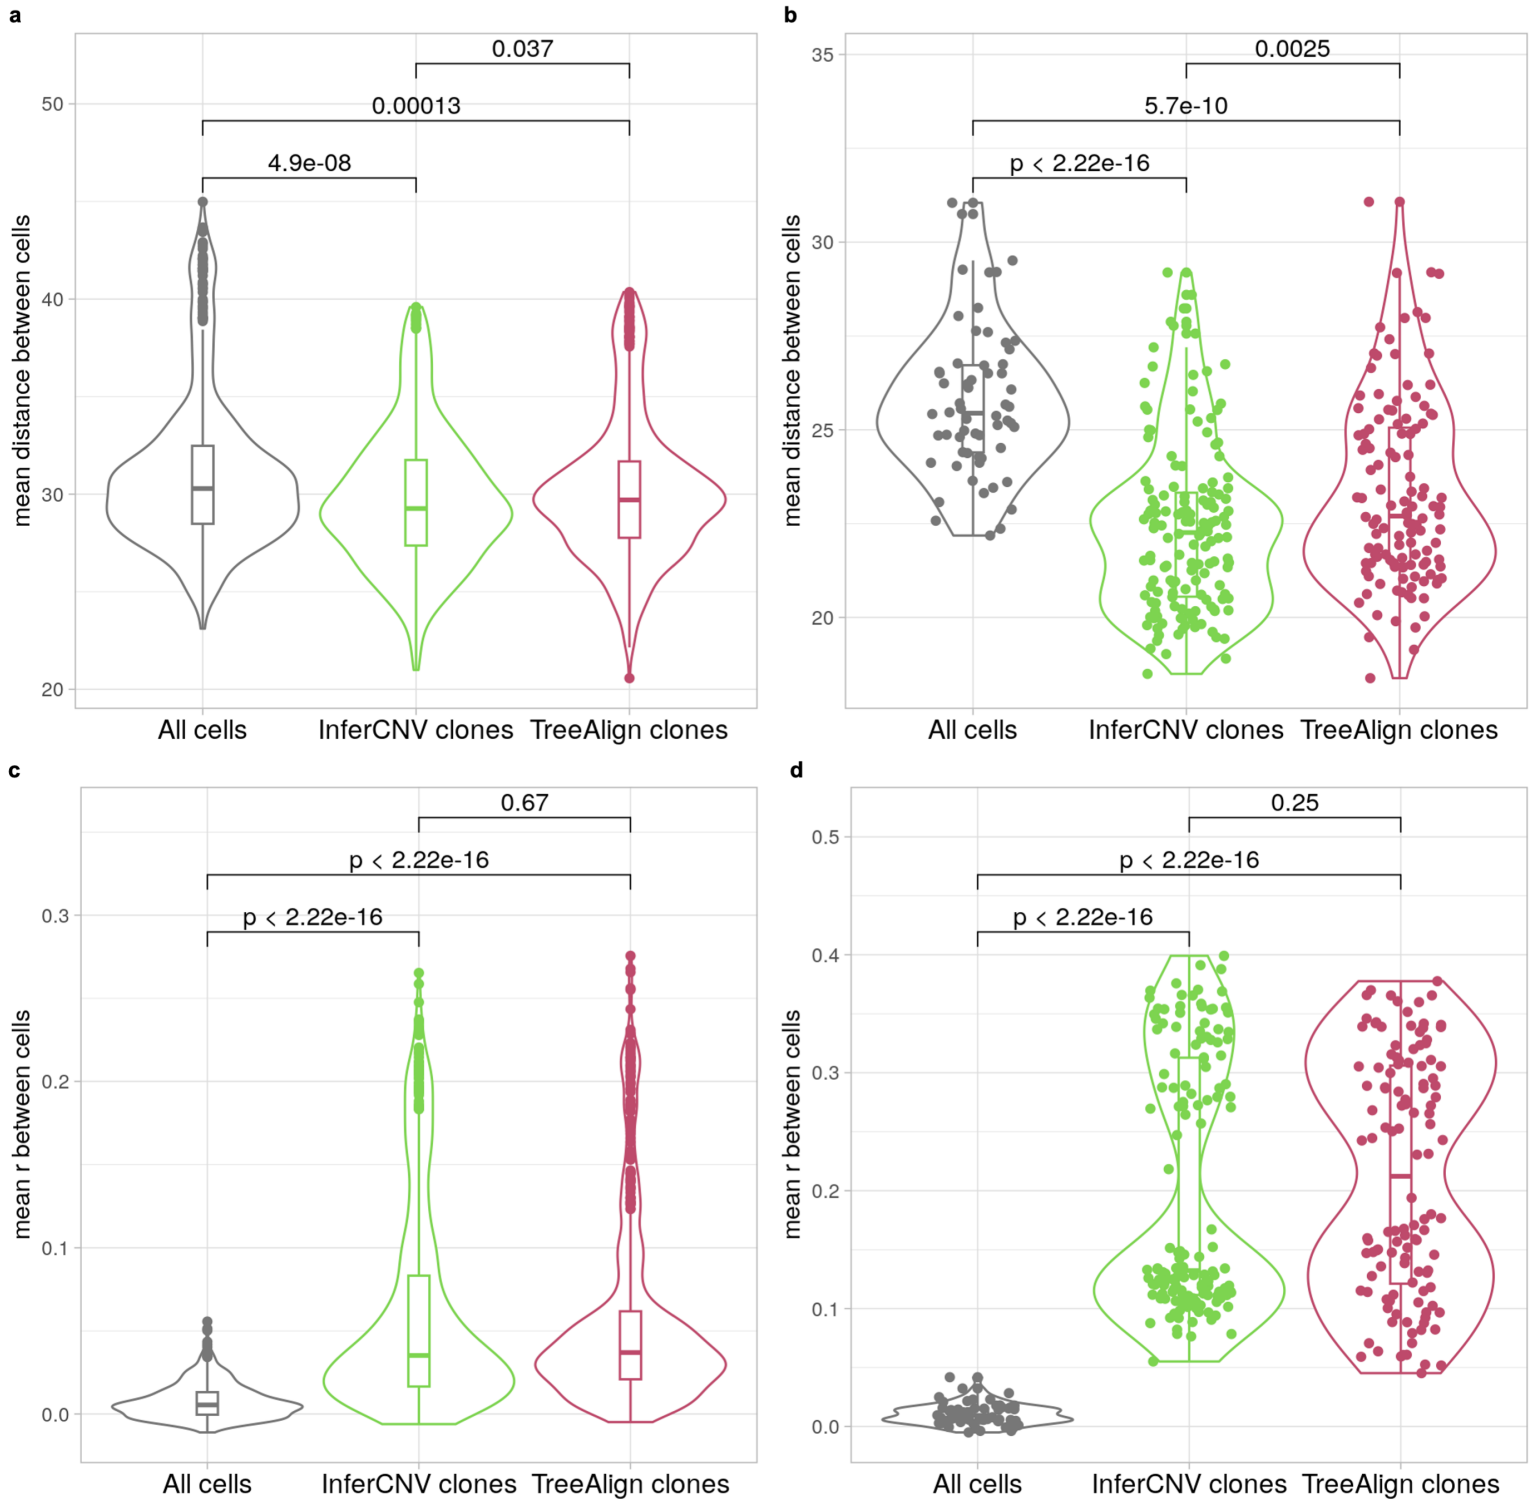 a
mean distance between cells
50
40
30
20
0.037
0.00013
4.9e-08
All cells
InferCNV clones
TreeAlign clones
b
mean distance between cells
35
30
25
20
0.0025
5.7e-10
p < 2.22e-16
All cells
InferCNV clones
TreeAlign clones
c
mean r between cells
0.3
0.2
0.1
0.0
0.67
p < 2.22e-16
p < 2.22e-16
All cells
InferCNV clones
TreeAlign clones
d
mean r between cells
0.5
0.4
0.3
0.2
0.1
0.0
0.25
p < 2.22e-16
p < 2.22e-16
All cells
InferCNV clones
TreeAlign clones